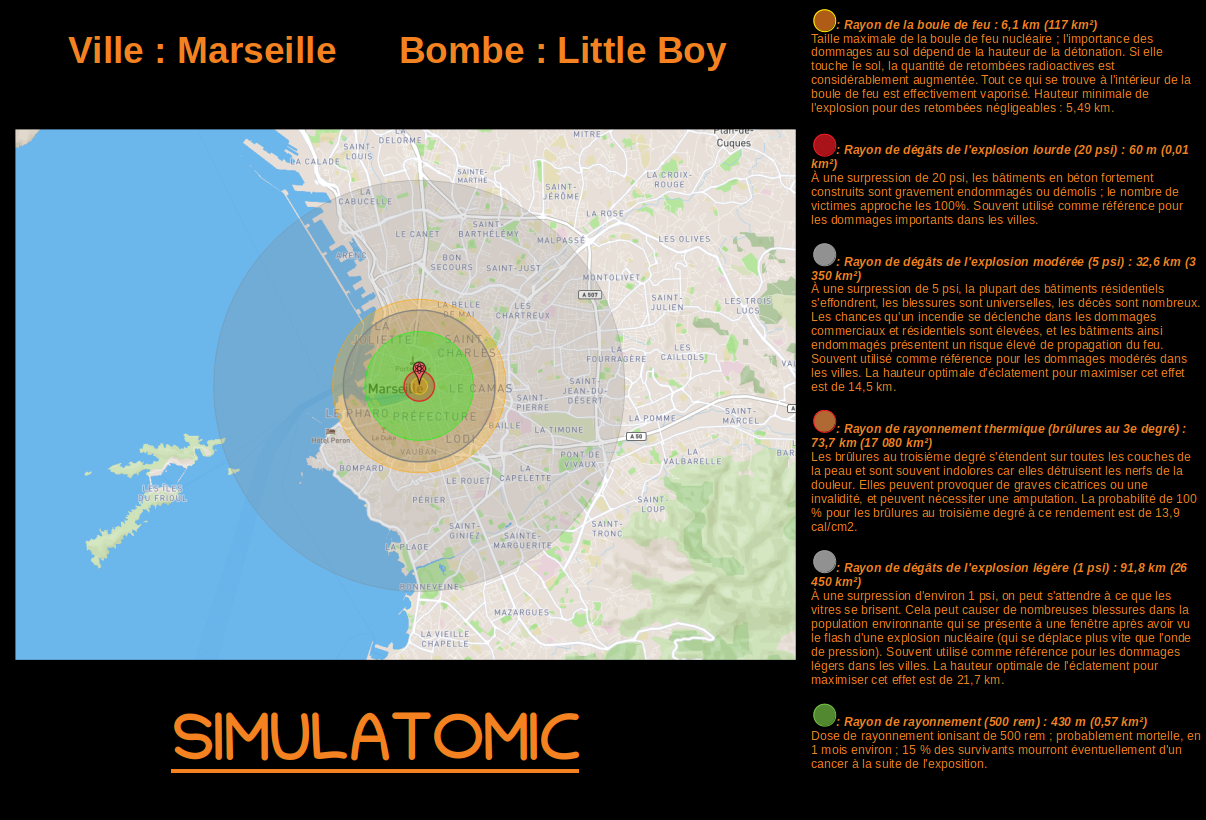 Ville : Marseille
Bombe : Little Boy
LA DELORME
MITRE
Plan-de-
Cuques
SAINT-
LOUIS
LA CALADE
LA CROIX-
ROUGE
SAINTE-
MARTHE
SAINT-
JÉRÔME
LA
CABUCELLE
LA ROSE
SAINT-
BARTHÉLÉMY
LE CANET
MALPASSÉ
LES OLIVES
ARENC
BON
SECOURS
SAINT-JUST
MONTOLIVET
A 507
SAINT-
JULIEN
LES TROIS
LUCS
LA BELLE
DE MAI
LES
CHARTREUX
LA
JOLIETTE
SAINT-
CHARLES
LA
FOURRAGÈRE
LES
CAILLOLS
Marseille
LE CAMAS
SAINT-
JEAN-DU-
DÉSERT
SAINT-
PIERRE
LE PHARO
PRÉFECTURE
LA POMME
SAINT-
MARCEL
BAILLE
LA TIMONE
A 50
Hôtel Peron
Le Duke
LODI
VAUBAN
PONT DE
VIVAUX
LA
VALBARELLE
BOMPARD
LA
CAPELETTE
LE ROUET
LES ÎLES
DU FRIOUL
PÉRIER
SAINT-
LOUP
SAINT-
GINIEZ
SAINTE-
MARGUERITE
SAINT-
TRONC
LA PLAGE
BONNEVEINE
MAZARGUES
LA VIEILLE
CHAPELLE
SIMULATOMIC
: Rayon de la boule de feu : 6,1 km (117 km²)
Taille maximale de la boule de feu nucléaire ; l'importance des
dommages au sol dépend de la hauteur de la détonation. Si elle
touche le sol, la quantité de retombées radioactives est
considérablement augmentée. Tout ce qui se trouve à l'intérieur de la
boule de feu est effectivement vaporisé. Hauteur minimale de
l'explosion pour des retombées négligeables : 5,49 km.
: Rayon de dégâts de l'explosion lourde (20 psi) : 60 m (0,01
km²)
À une surpression de 20 psi, les bâtiments en béton fortement
construits sont gravement endommagés ou démolis ; le nombre de
victimes approche les 100%. Souvent utilisé comme référence pour
les dommages importants dans les villes.
: Rayon de dégâts de l'explosion modérée (5 psi) : 32,6 km (3
350 km²)
À une surpression de 5 psi, la plupart des bâtiments résidentiels
s'effondrent, les blessures sont universelles, les décès sont nombreux.
Les chances qu'un incendie se déclenche dans les dommages
commerciaux et résidentiels sont élevées, et les bâtiments ainsi
endommagés présentent un risque élevé de propagation du feu.
Souvent utilisé comme référence pour les dommages modérés dans
les villes. La hauteur optimale d'éclatement pour maximiser cet effet
est de 14,5 km.
: Rayon de rayonnement thermique (brûlures au 3e degré) :
73,7 km (17 080 km²)
Les brûlures au troisième degré s'étendent sur toutes les couches de
la peau et sont souvent indolores car elles détruisent les nerfs de la
douleur. Elles peuvent provoquer de graves cicatrices ou une
invalidité, et peuvent nécessiter une amputation. La probabilité de 100
% pour les brûlures au troisième degré à ce rendement est de 13,9
cal/cm2.
: Rayon de dégâts de l'explosion légère (1 psi) : 91,8 km (26
450 km²)
À une surpression d'environ 1 psi, on peut s'attendre à ce que les
vitres se brisent. Cela peut causer de nombreuses blessures dans la
population environnante qui se présente à une fenêtre après avoir vu
le flash d'une explosion nucléaire (qui se déplace plus vite que l'onde
de pression). Souvent utilisé comme référence pour les dommages
légers dans les villes. La hauteur optimale de l'éclatement pour
maximiser cet effet est de 21,7 km.
: Rayon de rayonnement (500 rem) : 430 m (0,57 km²)
Dose de rayonnement ionisant de 500 rem ; probablement mortelle, en
1 mois environ ; 15 % des survivants mourront éventuellement d'un
cancer à la suite de l'exposition.